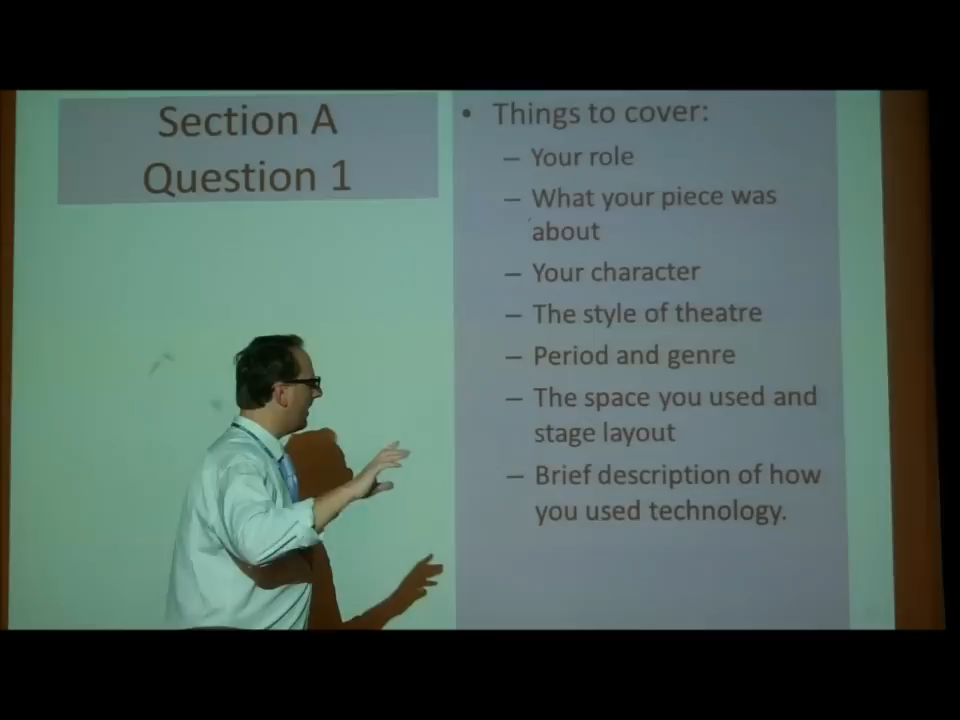 Section A
Question 1
• Things to cover:
– Your role
– What your piece was
about
– Your character
– The style of theatre
– Period and genre
– The space you used and
stage layout
– Brief description of how
you used technology.